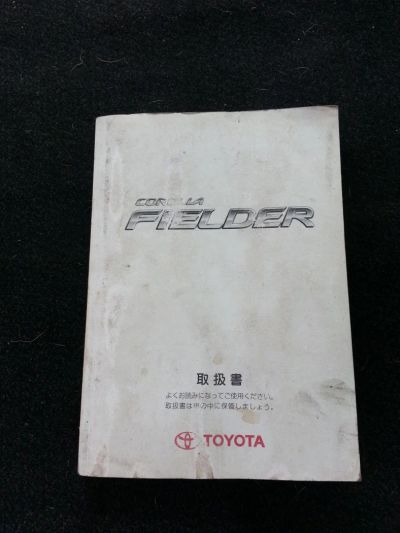 COROLLA
FIELDER
取扱書
よくお読みになってご使用ください。
取扱書は車の中に保管しましょう。
TOYOTA